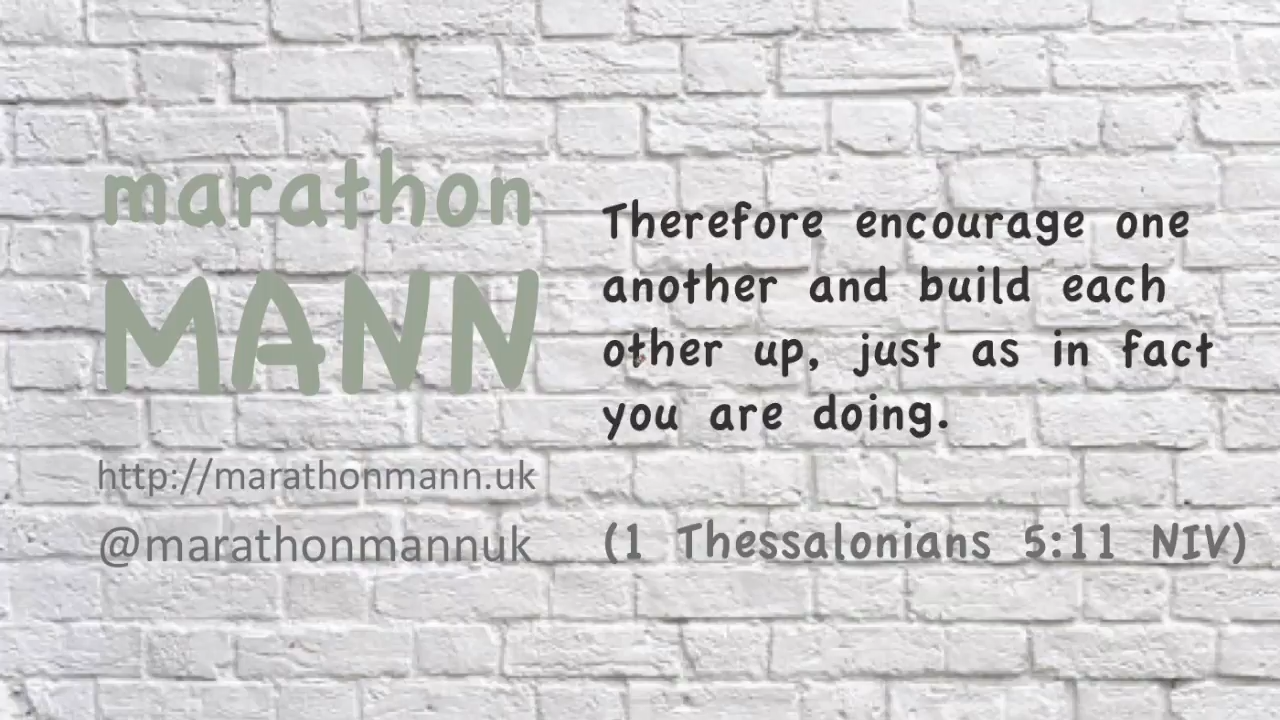 marathon
MANN
http://marathonmann.uk
@marathonmannuk
Therefore encourage one
another and build each
other up, just as in fact
you are doing.
(1 Thessalonians 5:11 NIV)